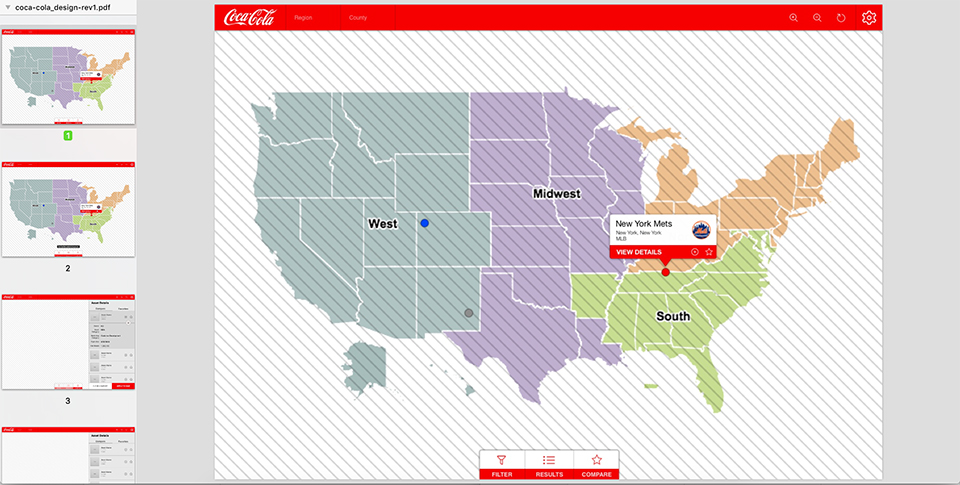 coca-cola_design-rev1.pdf
1
2
3
Coca-Cola
Region
County
West
Midwest
South
New York Mets
New York, New York
MLB
Mets
VIEW DETAILS
FILTER
RESULTS
COMPARE